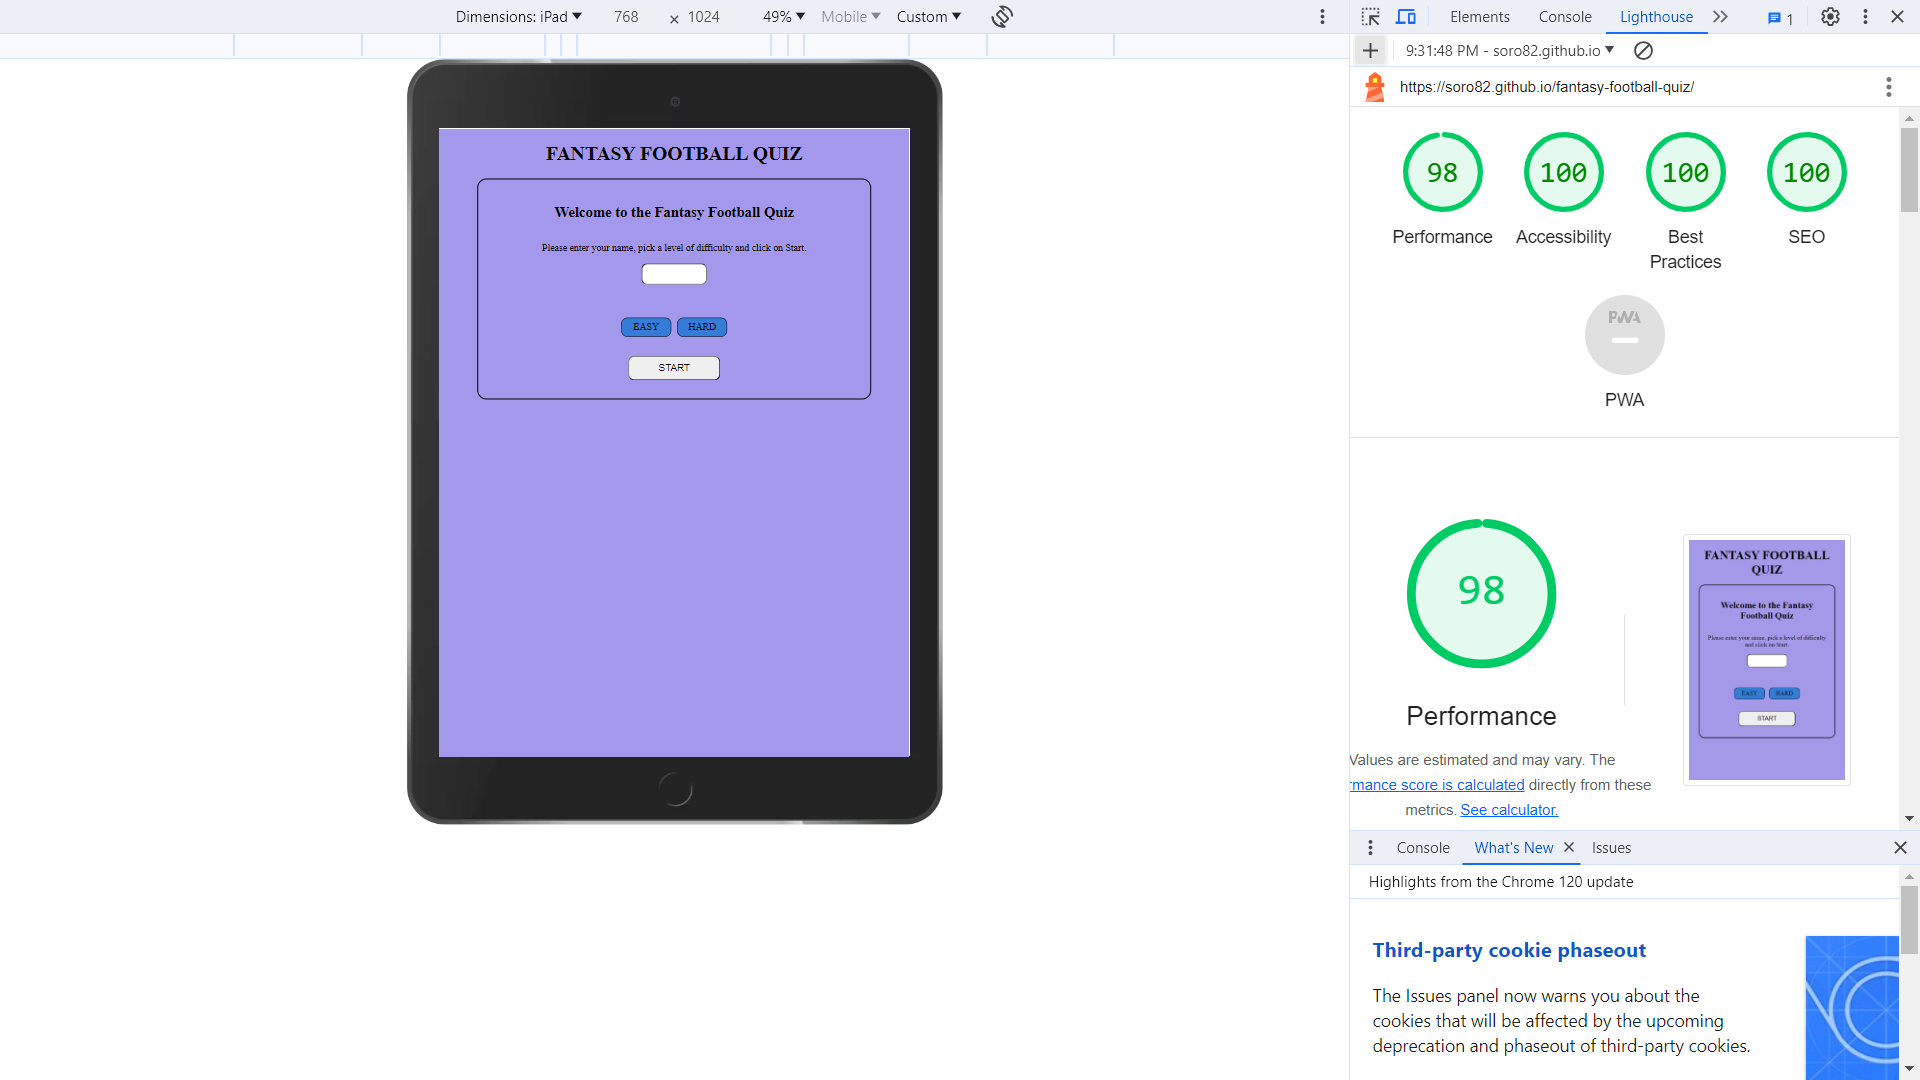 Dimensions: iPad 768 × 1024 49% Mobile Custom
FANTASY FOOTBALL QUIZ
Welcome to the Fantasy Football Quiz
Please enter your name, pick a level of difficulty and click on Start.
EASY HARD
START
Elements Console Lighthouse 1
9:31:48 PM - soro82.github.io
https://soro82.github.io/fantasy-football-quiz/
98 100 100 100
Performance Accessibility Best SEO
Practices
PWA
PWA
98
Performance
Values are estimated and may vary. The
rmance score is calculated directly from these
metrics. See calculator.
FANTASY FOOTBALL
QUIZ
Welcome to the Fantasy
Football Quiz
Please enter your name, pick a level of difficulty
and click on Start.
EASY HARD
START
Console What's New Issues
Highlights from the Chrome 120 update
Third-party cookie phaseout
The Issues panel now warns you about the
cookies that will be affected by the upcoming
deprecation and phaseout of third-party cookies.